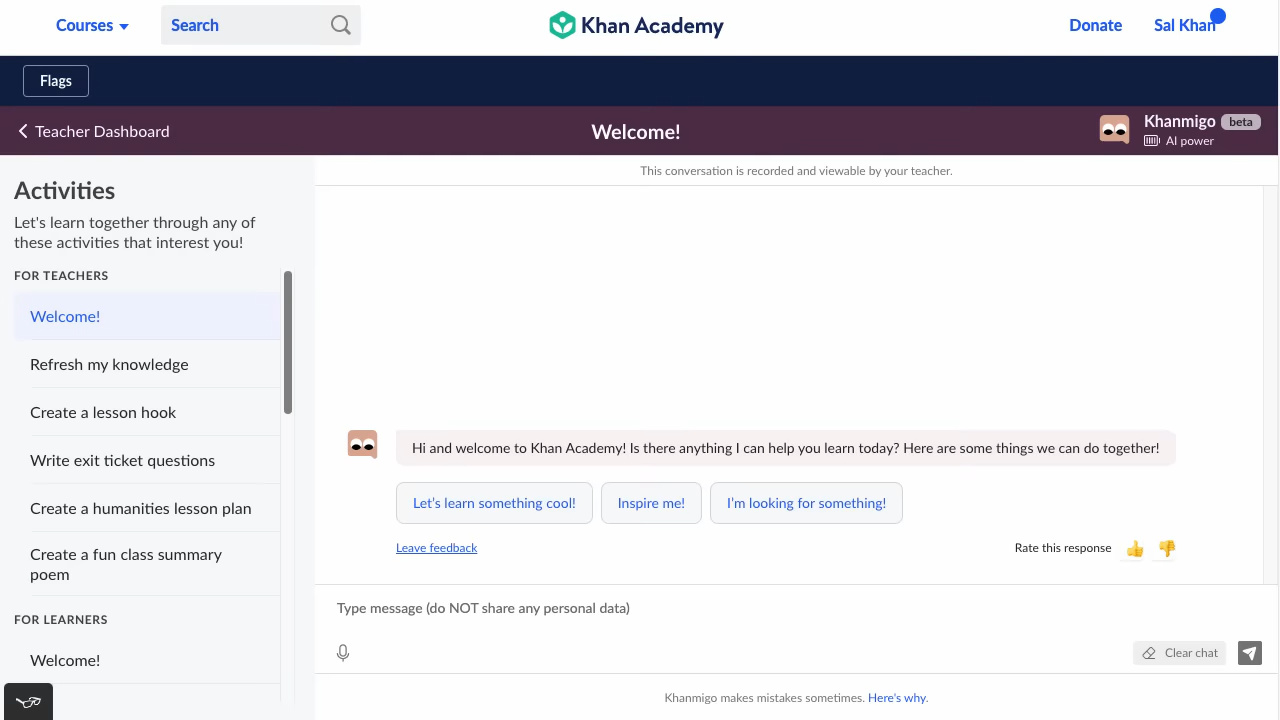 Courses
Search
Khan Academy
Donate
Sal Khan
Flags
Teacher Dashboard
Welcome!
Khanmigo beta
AI power
This conversation is recorded and viewable by your teacher.
Activities
Let's learn together through any of
these activities that interest you!
FOR TEACHERS
Welcome!
Refresh my knowledge
Create a lesson hook
Write exit ticket questions
Create a humanities lesson plan
Create a fun class summary
poem
FOR LEARNERS
Welcome!
Hi and welcome to Khan Academy! Is there anything I can help you learn today? Here are some things we can do together!
Let's learn something cool!
Inspire me!
I'm looking for something!
Leave feedback
Rate this response
Type message (do NOT share any personal data)
Clear chat
Khanmigo makes mistakes sometimes. Here's why.